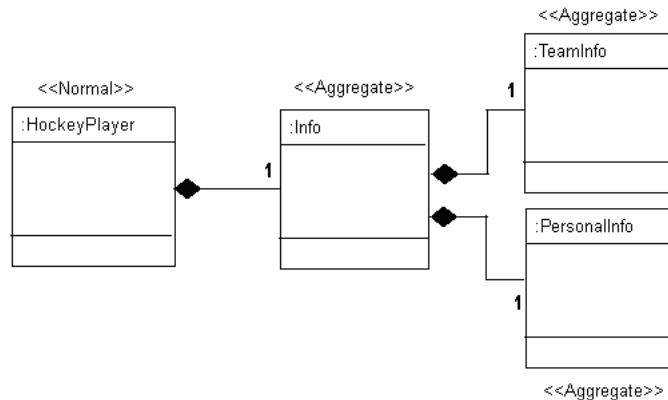 <<Aggregate>>
:TeamInfo
<<Normal>>
<<Aggregate>>
:HockeyPlayer
:Info
1
1
:PersonalInfo
1
<<Aggregate>>